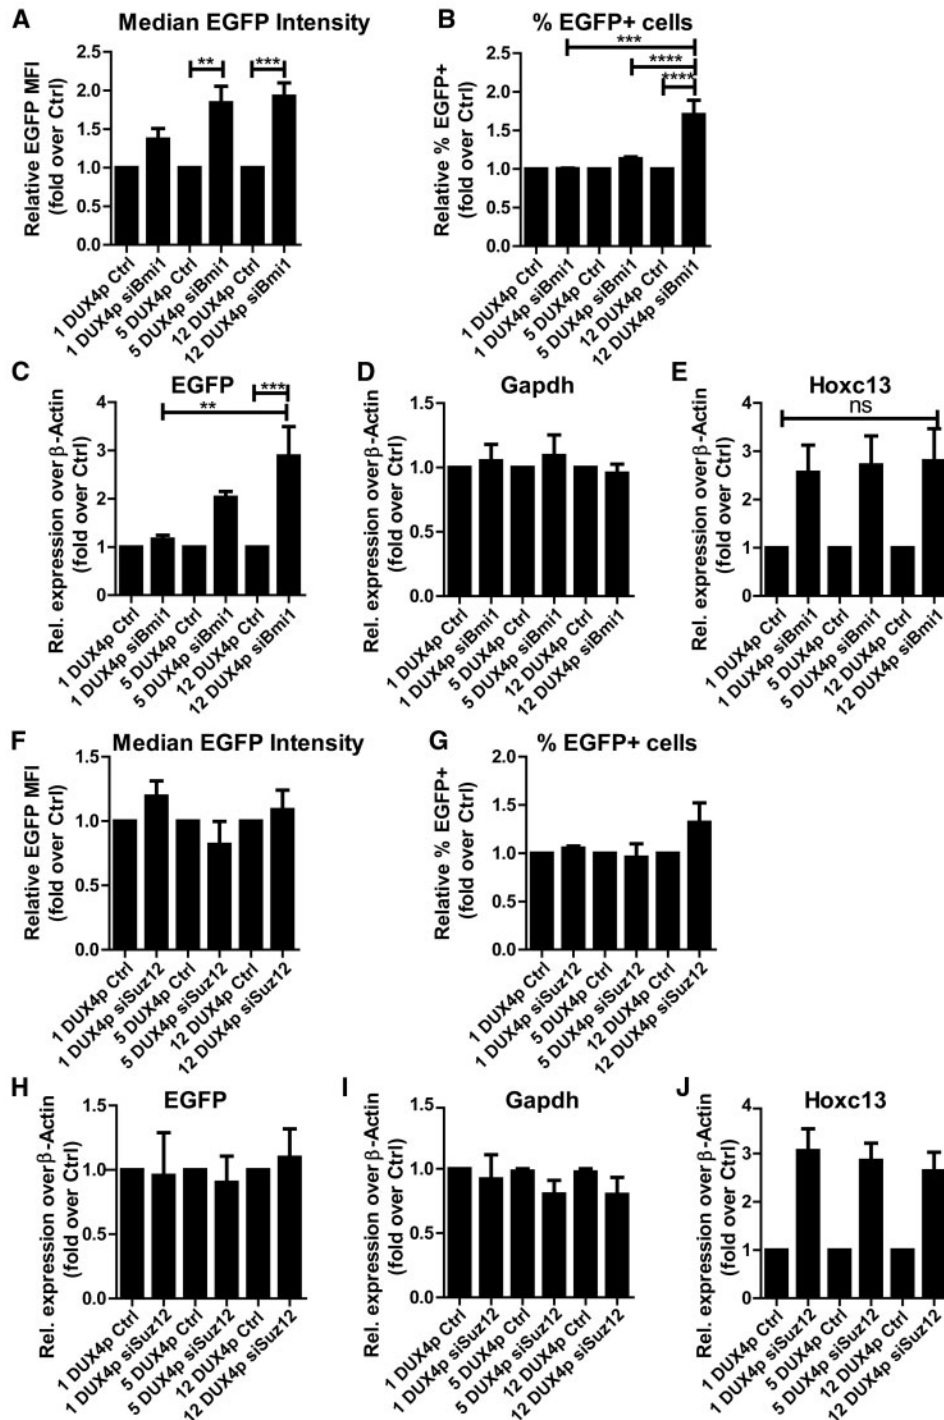 A Median EGFP Intensity
Relative EGFP MFI
(fold over Ctrl)
2.5
2.0
1.5
1.0
0.5
0.0
** ***
1 DUX4p Ctrl
1 DUX4p siBmi1
5 DUX4p Ctrl
5 DUX4p siBmi1
12 DUX4p Ctrl
12 DUX4p siBmi1
B % EGFP+ cells
Relative % EGFP+
(fold over Ctrl)
2.5
2.0
1.5
1.0
0.5
0.0
***
****
****
1 DUX4p Ctrl
1 DUX4p siBmi1
5 DUX4p Ctrl
5 DUX4p siBmi1
12 DUX4p Ctrl
12 DUX4p siBmi1
C EGFP
Rel. expression over β-Actin
(fold over Ctrl)
4
3
2
1
0
***
**
1 DUX4p Ctrl
1 DUX4p siBmi1
5 DUX4p Ctrl
5 DUX4p siBmi1
12 DUX4p Ctrl
12 DUX4p siBmi1
D Gapdh
Rel. expression over β-Actin
(fold over Ctrl)
1.5
1.0
0.5
0.0
1 DUX4p Ctrl
1 DUX4p siBmi1
5 DUX4p Ctrl
5 DUX4p siBmi1
12 DUX4p Ctrl
12 DUX4p siBmi1
E Hoxc13
Rel. expression over β-Actin
(fold over Ctrl)
4
3
2
1
0
ns
1 DUX4p Ctrl
1 DUX4p siBmi1
5 DUX4p Ctrl
5 DUX4p siBmi1
12 DUX4p Ctrl
12 DUX4p siBmi1
F Median EGFP Intensity
Relative EGFP MFI
(fold over Ctrl)
1.5
1.0
0.5
0.0
1 DUX4p Ctrl
1 DUX4p siSuz12
5 DUX4p Ctrl
5 DUX4p siSuz12
12 DUX4p Ctrl
12 DUX4p siSuz12
G % EGFP+ cells
Relative % EGFP+
(fold over Ctrl)
2.0
1.5
1.0
0.5
0.0
1 DUX4p Ctrl
1 DUX4p siSuz12
5 DUX4p Ctrl
5 DUX4p siSuz12
12 DUX4p Ctrl
12 DUX4p siSuz12
H EGFP
Rel. expression over β-Actin
(fold over Ctrl)
1.5
1.0
0.5
0.0
1 DUX4p Ctrl
1 DUX4p siSuz12
5 DUX4p Ctrl
5 DUX4p siSuz12
12 DUX4p Ctrl
12 DUX4p siSuz12
I Gapdh
Rel. expression over β-Actin
(fold over Ctrl)
1.5
1.0
0.5
0.0
1 DUX4p Ctrl
1 DUX4p siSuz12
5 DUX4p Ctrl
5 DUX4p siSuz12
12 DUX4p Ctrl
12 DUX4p siSuz12
J Hoxc13
Rel. expression over β-Actin
(fold over Ctrl)
4
3
2
1
0
1 DUX4p Ctrl
1 DUX4p siSuz12
5 DUX4p Ctrl
5 DUX4p siSuz12
12 DUX4p Ctrl
12 DUX4p siSuz12